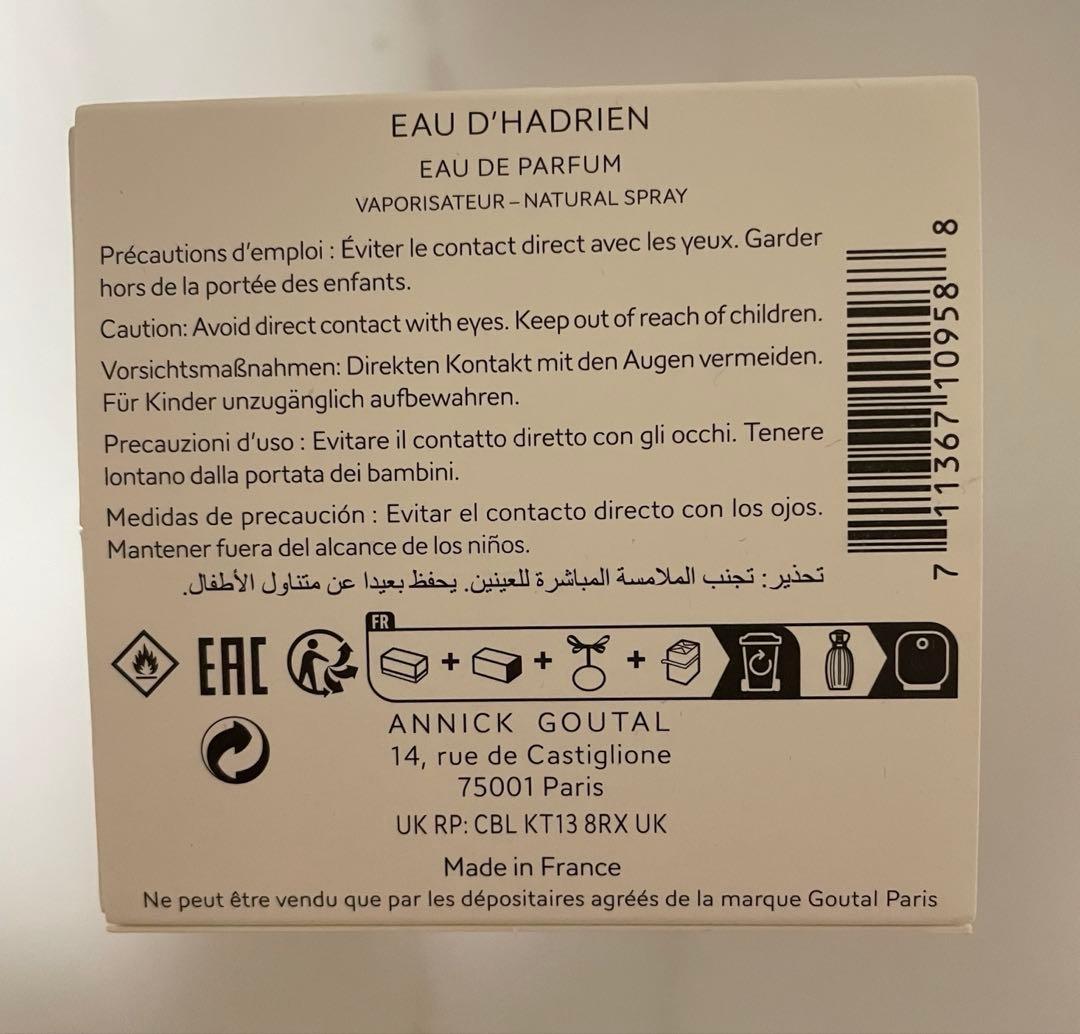 EAU D'HADRIEN
EAU DE PARFUM
VAPORISATEUR – NATURAL SPRAY
Précautions d'emploi : Éviter le contact direct avec les yeux. Garder
hors de la portée des enfants.
Caution: Avoid direct contact with eyes. Keep out of reach of children.
Vorsichtsmaßnahmen: Direkten Kontakt mit den Augen vermeiden.
Für Kinder unzugänglich aufbewahren.
Precauzioni d'uso : Evitare il contatto diretto con gli occhi. Tenere
lontano dalla portata dei bambini.
Medidas de precaución : Evitar el contacto directo con los ojos.
Mantener fuera del alcance de los niños.
تحذير: تجنب الملامسة المباشرة للعينين. يحفظ بعيدا عن متناول الأطفال.
7 11367 10958 8
EAC
FR
ANNICK GOUTAL
14, rue de Castiglione
75001 Paris
UK RP: CBL KT13 8RX UK
Made in France
Ne peut être vendu que par les dépositaires agréés de la marque Goutal Paris